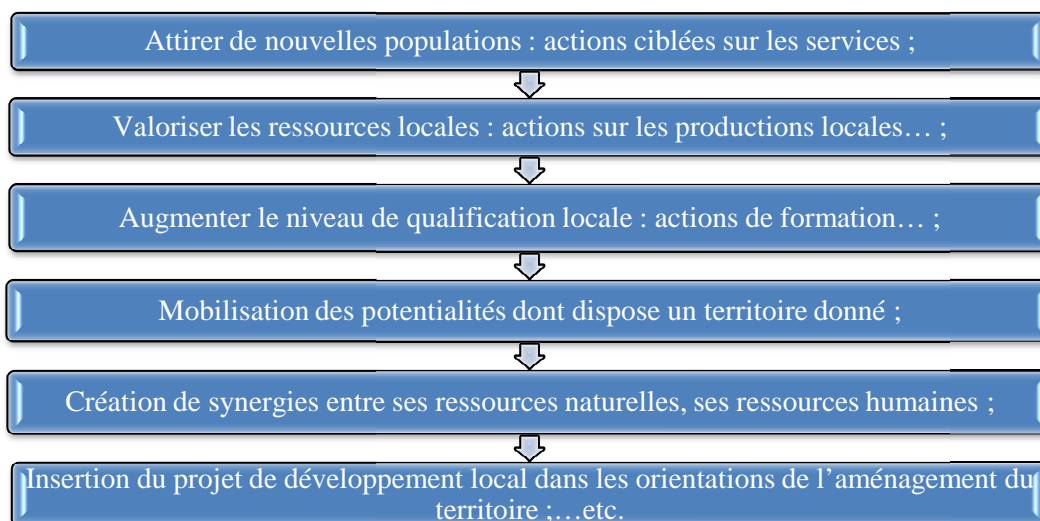 Attirer de nouvelles populations : actions ciblées sur les services ;
Valoriser les ressources locales : actions sur les productions locales… ;
Augmenter le niveau de qualification locale : actions de formation… ;
Mobilisation des potentialités dont dispose un territoire donné ;
Création de synergies entre ses ressources naturelles, ses ressources humaines ;
Insertion du projet de développement local dans les orientations de l’aménagement du
territoire ;…etc.